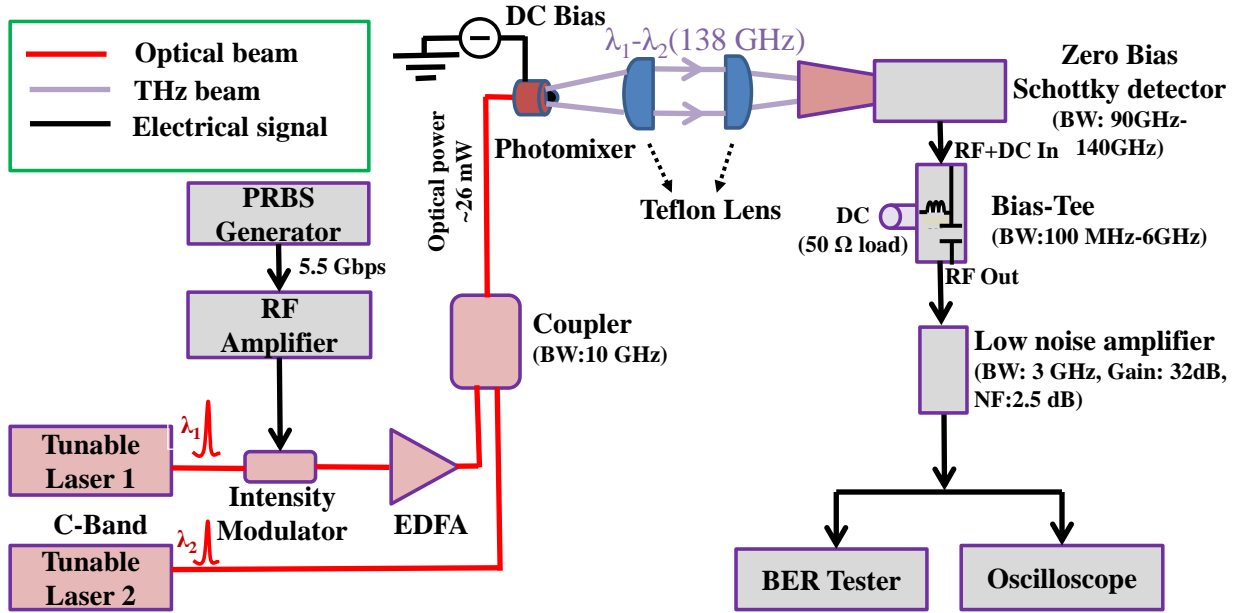 Optical beam
THz beam
Electrical signal
DC Bias
λ₁-λ₂(138 GHz)
Photomixer
Teflon Lens
Zero Bias
Schottky detector
(BW: 90GHz-
140GHz)
RF+DC In
Bias-Tee
(BW:100 MHz-6GHz)
DC
(50 Ω load)
RF Out
Low noise amplifier
(BW: 3 GHz, Gain: 32dB,
NF:2.5 dB)
BER Tester
Oscilloscope
PRBS
Generator
5.5 Gbps
RF
Amplifier
Optical power
~26 mW
Coupler
(BW:10 GHz)
λ₁
Tunable
Laser 1
Intensity
Modulator
EDFA
C-Band
λ₂
Tunable
Laser 2